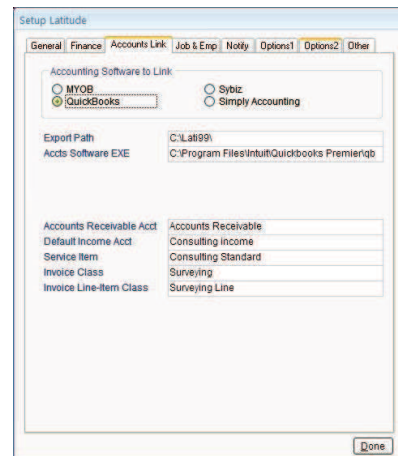 Setup Latitude
General Finance Accounts Link Job & Emp Notify Options1 Options2 Other
Accounting Software to Link
MYOB Sybiz
QuickBooks Simply Accounting
Export Path C:\Lati99\
Accts Software EXE C:\Program Files\Intuit\Quickbooks Premier\qb
Accounts Receivable Acct Accounts Receivable
Default Income Acct Consulting income
Service Item Consulting Standard
Invoice Class Surveying
Invoice Line-Item Class Surveying Line
Done